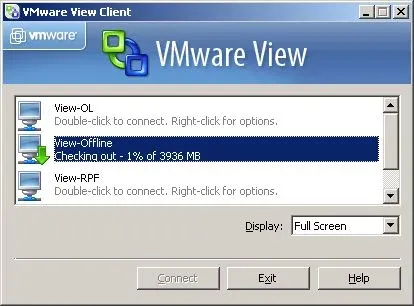 VMware View Client
vmware
VMware View
View-OL
Double-click to connect. Right-click for options.
View-Offline
Checking out - 1% of 3936 MB
View-RPF
Double-click to connect. Right-click for options.
Display: Full Screen
Connect Exit Help